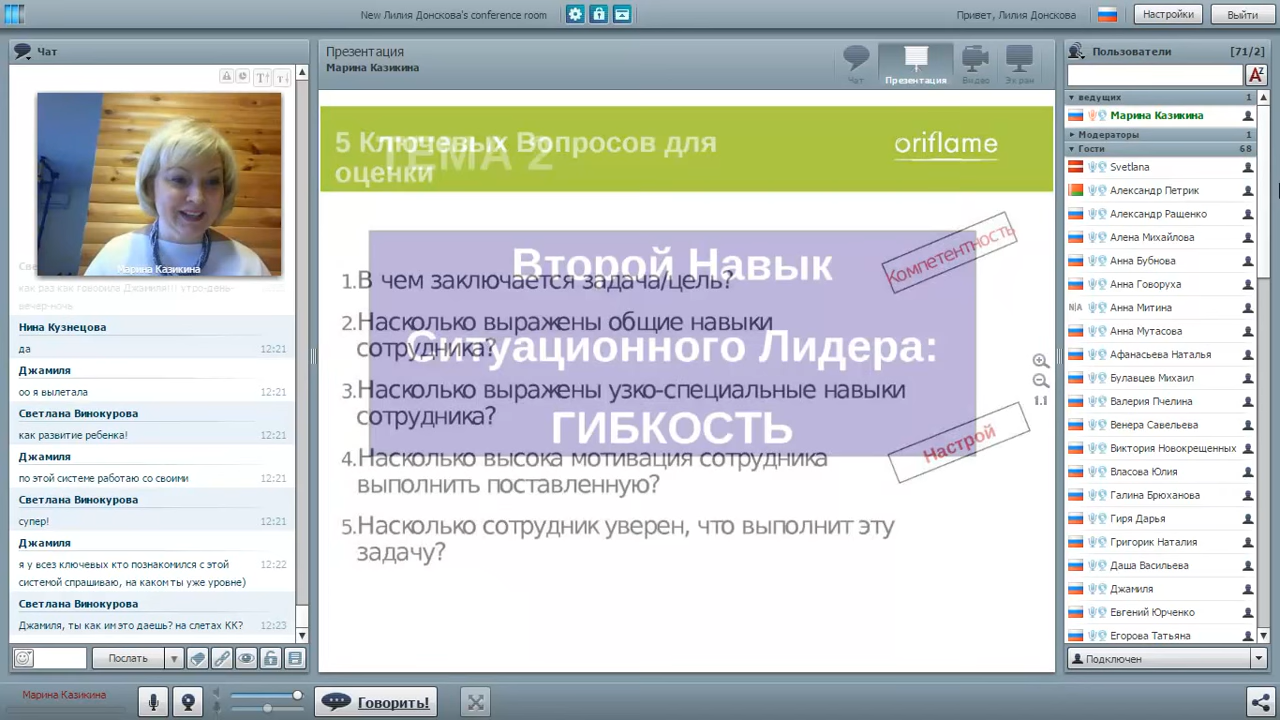 New Лилия Донскова's conference room
Привет, Лилия Донскова
Настройки
Выйти
Чат
Марина Казикина
как раз как говорила Джамиля!!! утро-день-
вечер-ночь
Нина Кузнецова
да 12:21
Джамиля
оо я вылетала 12:21
Светлана Винокурова
как развитие ребенка! 12:21
Джамиля
по этой системе работаю со своими 12:21
Светлана Винокурова
супер! 12:21
Джамиля
я у всез ключевых кто познакомился с этой 12:22
системой спрашиваю, на каком ты уже уровне)
Светлана Винокурова
Джамиля, ты как им это даешь? на слетах КК? 12:23
Послать
Презентация
Марина Казикина
Чат
Презентация
Видео
Экран
5 Ключевых Вопросов для
оценки
ТЕМА 2
oriflame
Второй Навык
Ситуационного Лидера:
ГИБКОСТЬ
1.В чем заключается задача/цель?
2.Насколько выражены общие навыки
сотрудника?
3.Насколько выражены узко-специальные навыки
сотрудника?
4.Насколько высока мотивация сотрудника
выполнить поставленную?
5.Насколько сотрудник уверен, что выполнит эту
задачу?
Компетентность
Настрой
1.1
Пользователи [71/2]
ведущих 1
Марина Казикина
Модераторы 1
Гости 68
Svetlana
Александр Петрик
Александр Ращенко
Алена Михайлова
Анна Бубнова
Анна Говоруха
N|A Анна Митина
Анна Мутасова
Афанасьева Наталья
Булавцев Михаил
Валерия Пчелина
Венера Савельева
Виктория Новокрещенных
Власова Юлия
Галина Брюханова
Гиря Дарья
Григорик Наталия
Даша Васильева
Джамиля
Евгений Юрченко
Егорова Татьяна
Подключен
Марина Казикина
Говорить!